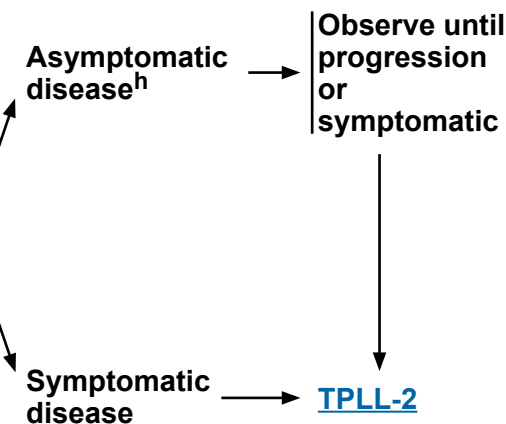 Asymptomatic
disease^h
Observe until
progression
or
symptomatic
Symptomatic
disease
TPLL-2